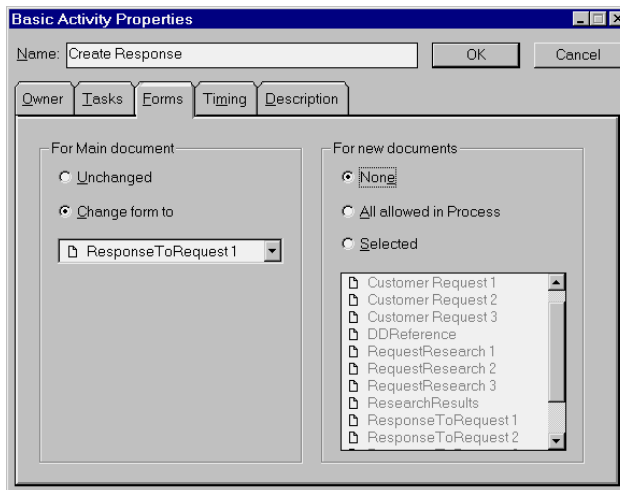 Basic Activity Properties
Name: Create Response
OK
Cancel
Owner
Tasks
Forms
Timing
Description
For Main document
Unchanged
Change form to
ResponseToRequest1
For new documents
None
All allowed in Process
Selected
Customer Request 1
Customer Request 2
Customer Request 3
DDReference
RequestResearch 1
RequestResearch 2
RequestResearch 3
ResearchResults
ResponseToRequest 1
ResponseToRequest 2